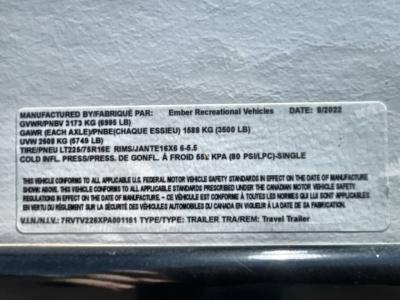 MANUFACTURED BY/FABRIQUÉ PAR: Ember Recreational Vehicles DATE: 8/2022
GVWR/PNBV 3173 KG (6995 LB)
GAWR (EACH AXLE)/PNBE(CHAQUE ESSIEU) 1588 KG (3500 LB)
UVW 2608 KG (5749 LB)
TIRE/PNEU LT225/75R16E RIMS/JANTE16X6 6-5.5
COLD INFL. PRESS/PRESS. DE GONFL. À FROID 552 KPA (80 PSI/LPC)-SINGLE
THIS VEHICLE CONFORMS TO ALL APPLICABLE U.S. FEDERAL MOTOR VEHICLE SAFETY STANDARDS IN EFFECT ON THE DATE OF MANUFACTURE SHOWN ABOVE.
THIS VEHICLE CONFORMS TO ALL APPLICABLE STANDARDS PRESCRIBED UNDER THE CANADIAN MOTOR VEHICLE SAFETY
REGULATIONS IN EFFECT ON THE DATE OF MANUFACTURE. CE VÉHICULE EST CONFORME À TOUTES LES NORMES QUI LUI SONT APPLICABLES
EN VERTU DU RÉGLEMENT SUR LA SÉCURITÉ DES VÉHICULES AUTOMOBILES DU CANADA EN VIGUEUR À LA DATE DE SA FABRICATION.
V.I.N./N.I.V.: 7RVTV226XPA001151 TYPE/TYPE: TRAILER TRA/REM: Travel Trailer